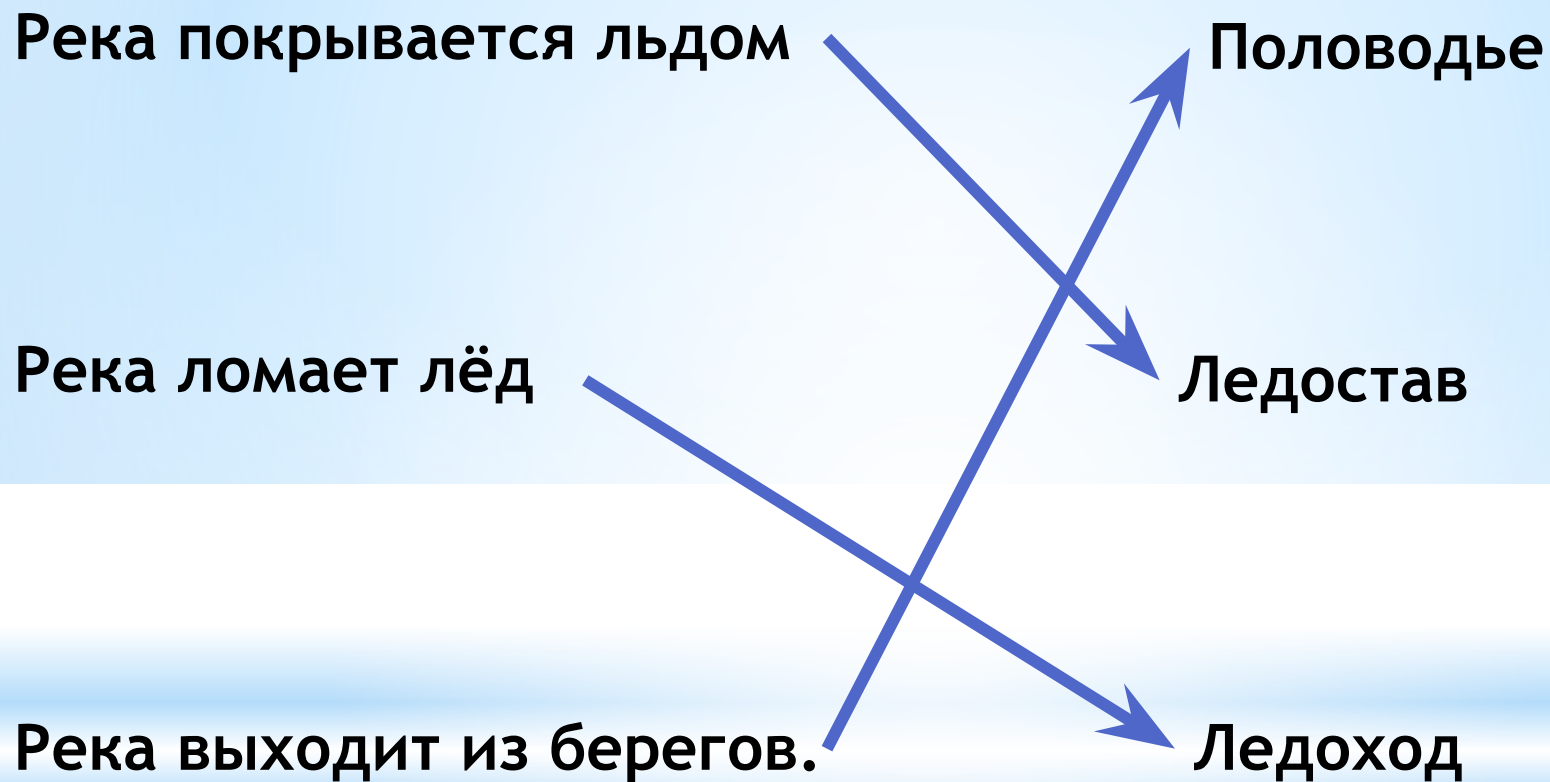 Река покрывается льдом
Половодье
Река ломает лёд
Ледостав
Река выходит из берегов.
Ледоход